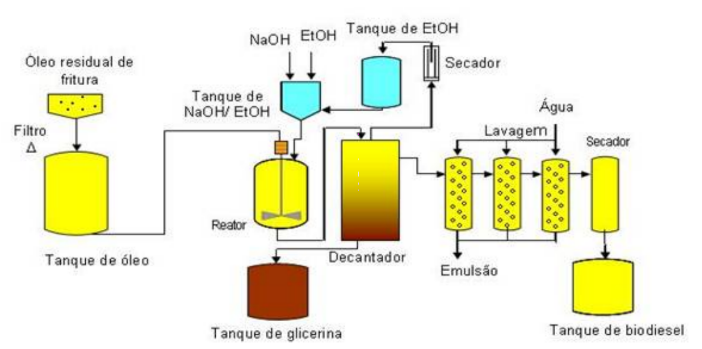 Tanque de EtOH
NaOH
EtOH
Óleo residual de
fritura
Secador
Tanque de
NaOH/ EtOH
Água
Filtro
Δ
Lavagem
Secador
Reator
Tanque de óleo
Decantador
Emulsão
Tanque de glicerina
Tanque de biodiesel